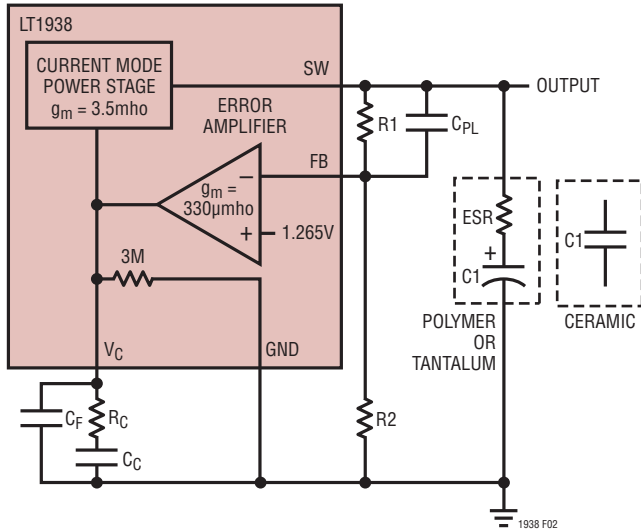 LT1938
CURRENT MODE
POWER STAGE
gm = 3.5mho
SW
OUTPUT
ERROR
AMPLIFIER
R1
CPL
FB
–
gm =
330µmho
+
1.265V
ESR
+
C1
C1
3M
POLYMER
OR
TANTALUM
CERAMIC
VC
GND
CF
RC
R2
CC
1938 F02